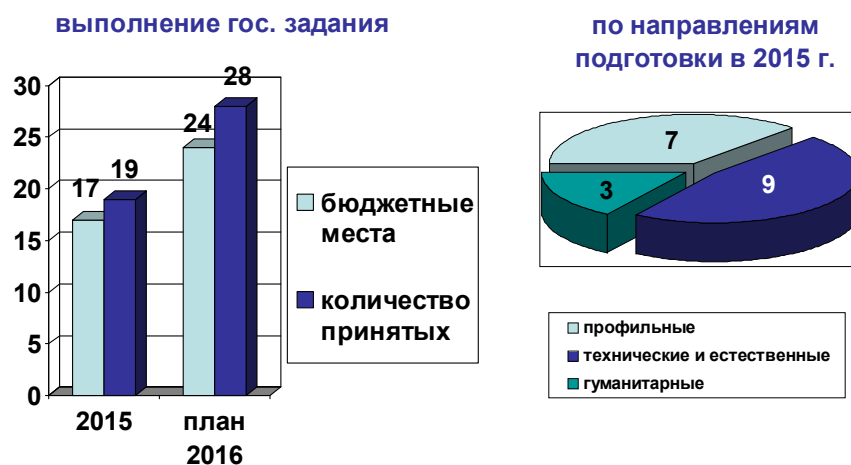 выполнение гос. задания
30
25
20
15
10
5
0
17
19
24
28
2015
план
2016
бюджетные
места
количество
принятых
по направлениям
подготовки в 2015 г.
7
9
3
профильные
технические и естественные
гуманитарные